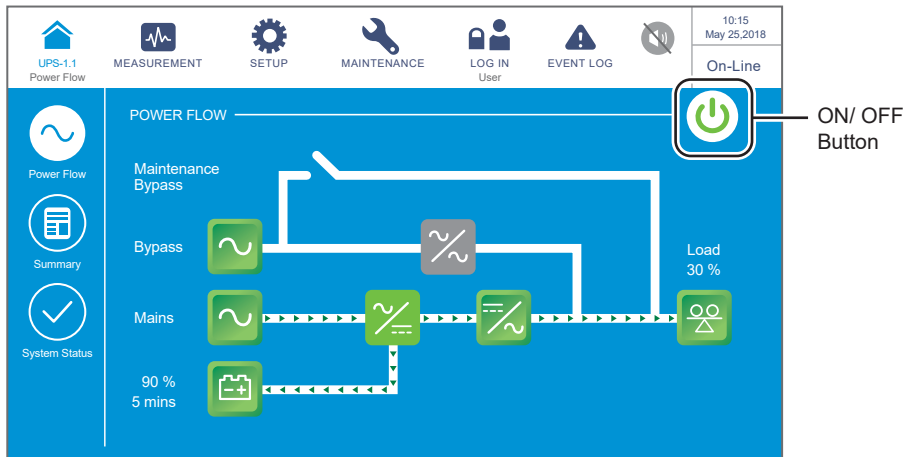 10:15
May 25,2018
UPS-1.1
Power Flow
MEASUREMENT
SETUP
MAINTENANCE
LOG IN
User
EVENT LOG
On-Line
POWER FLOW
ON/ OFF
Button
Power Flow
Maintenance
Bypass
Summary
Bypass
Load
30 %
Mains
System Status
90 %
5 mins